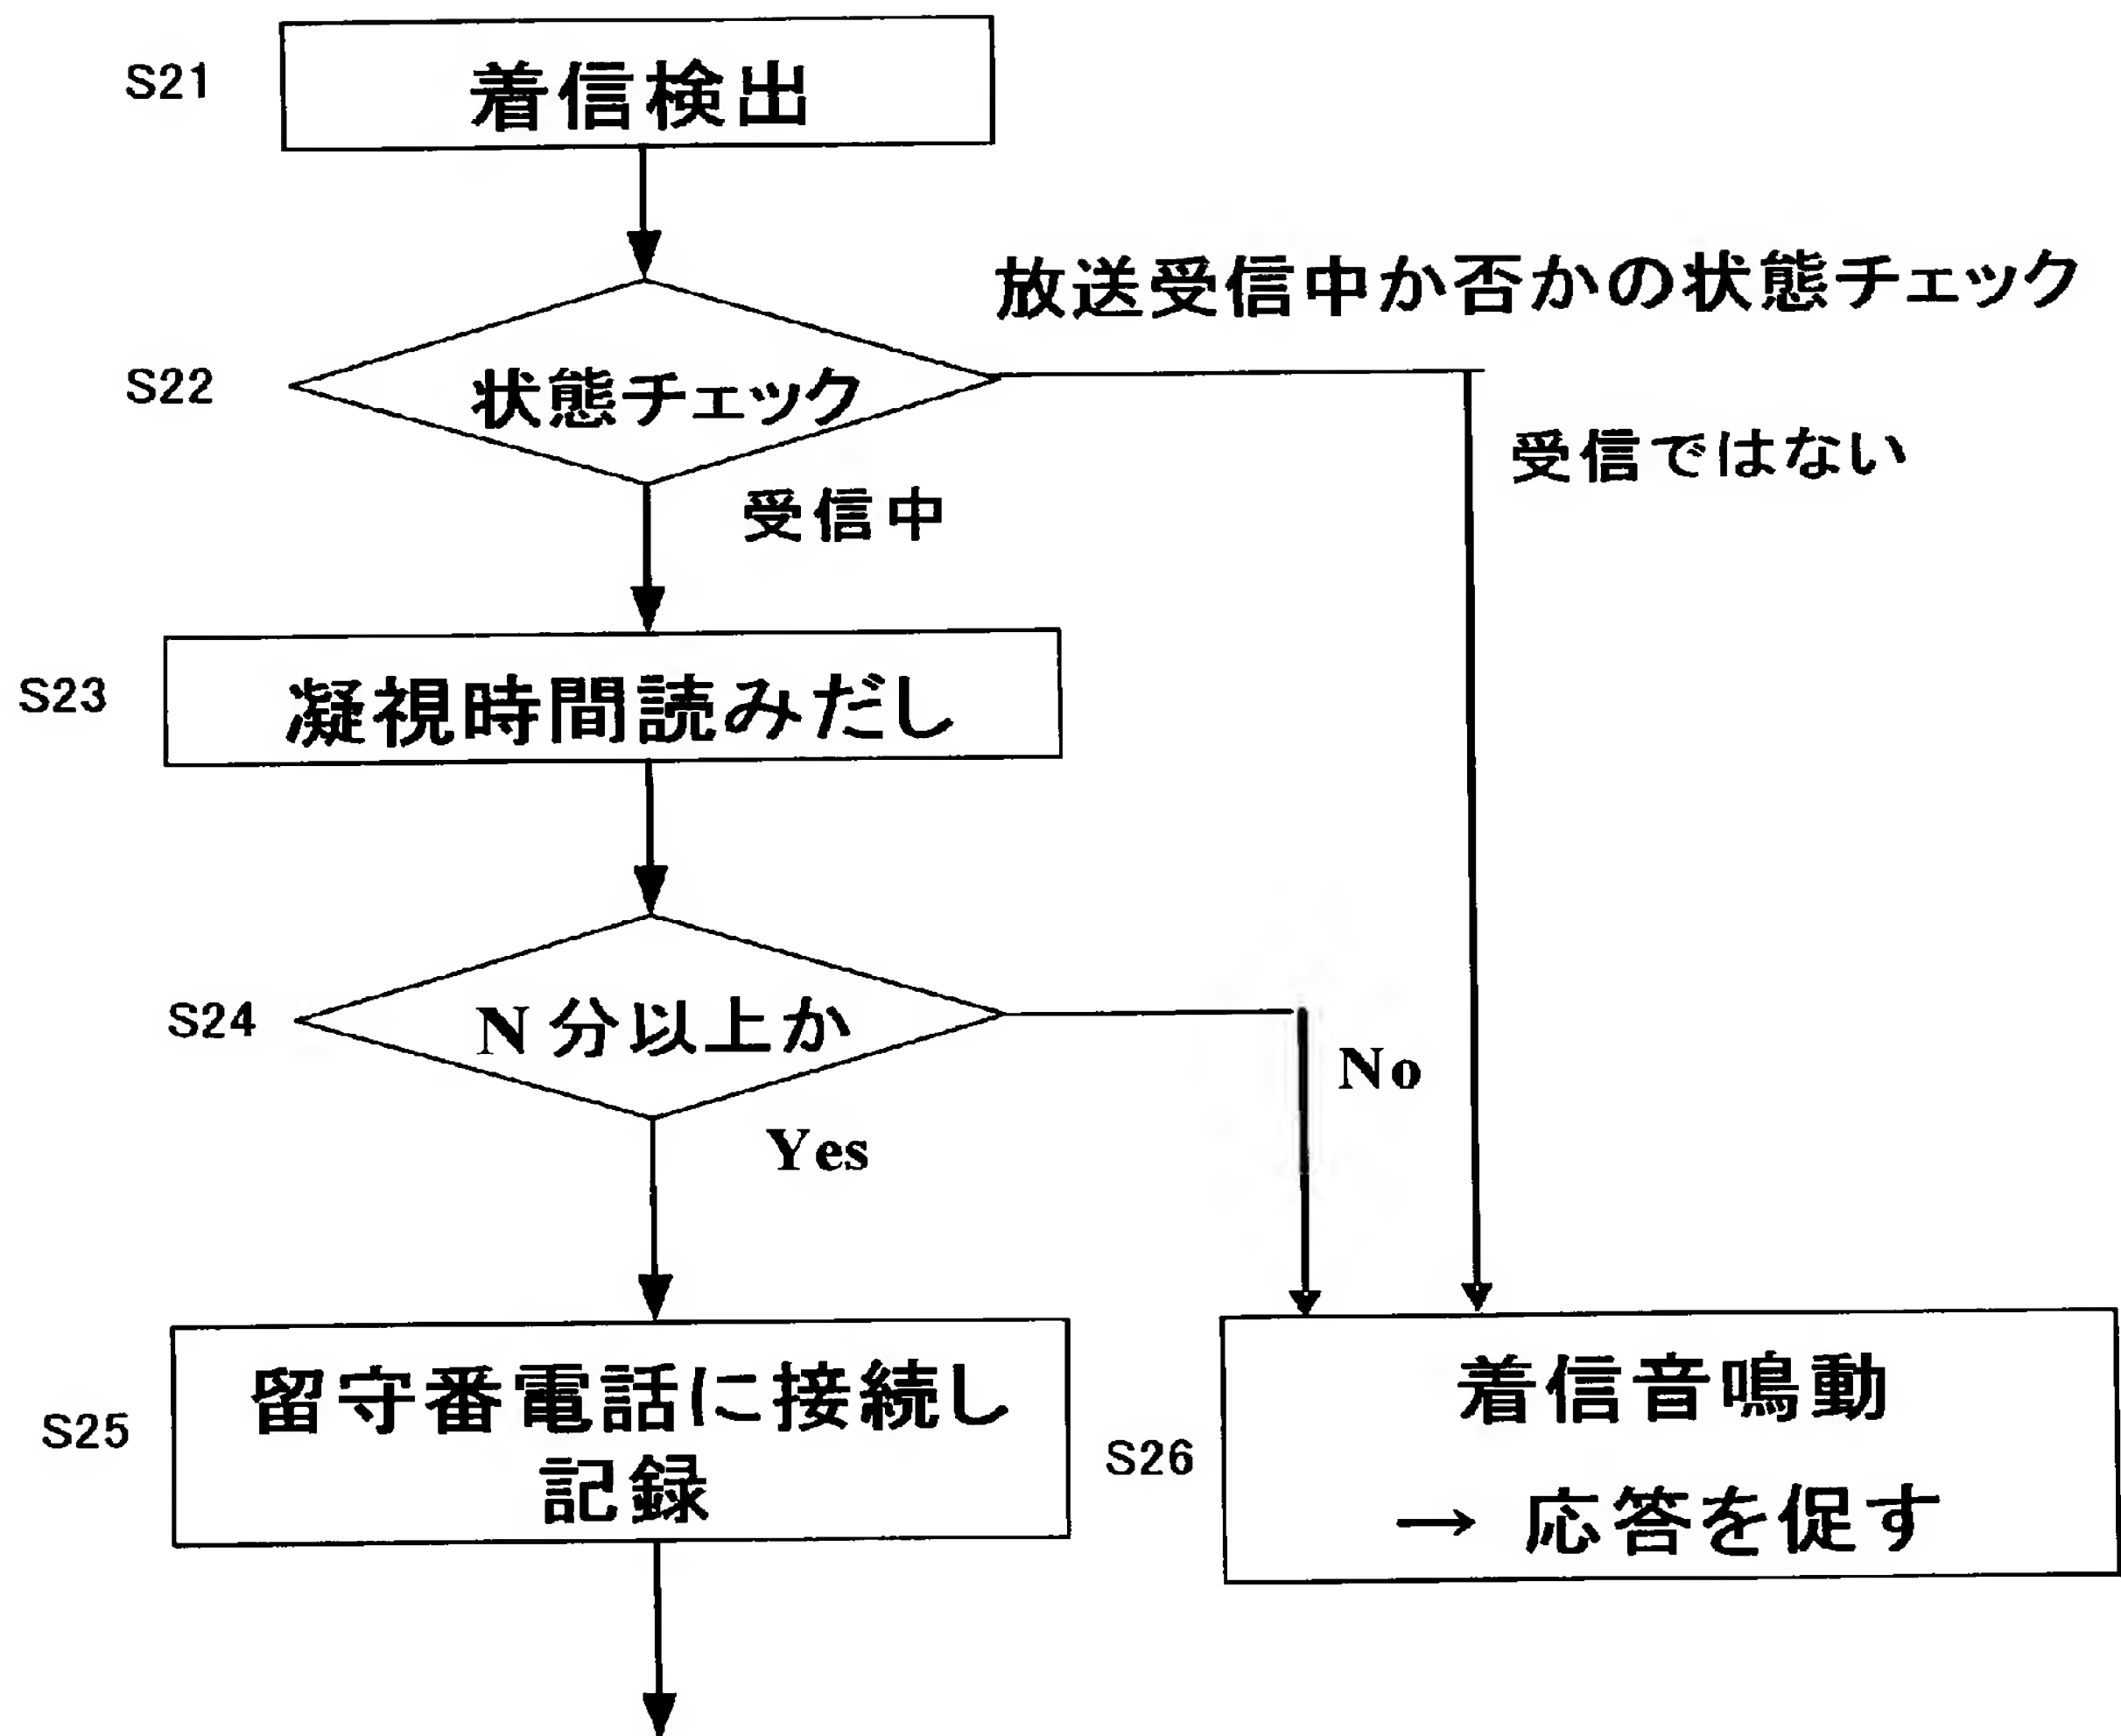 S21
着信検出
放送受信中か否かの状態チェック
S22
状態チェック
受信ではない
受信中
S23
凝視時間読みだし
S24
N 分以上か
No
Yes
S25
留守番電話に接続し
記録
S26
着信音鳴動
→ 応答を促す